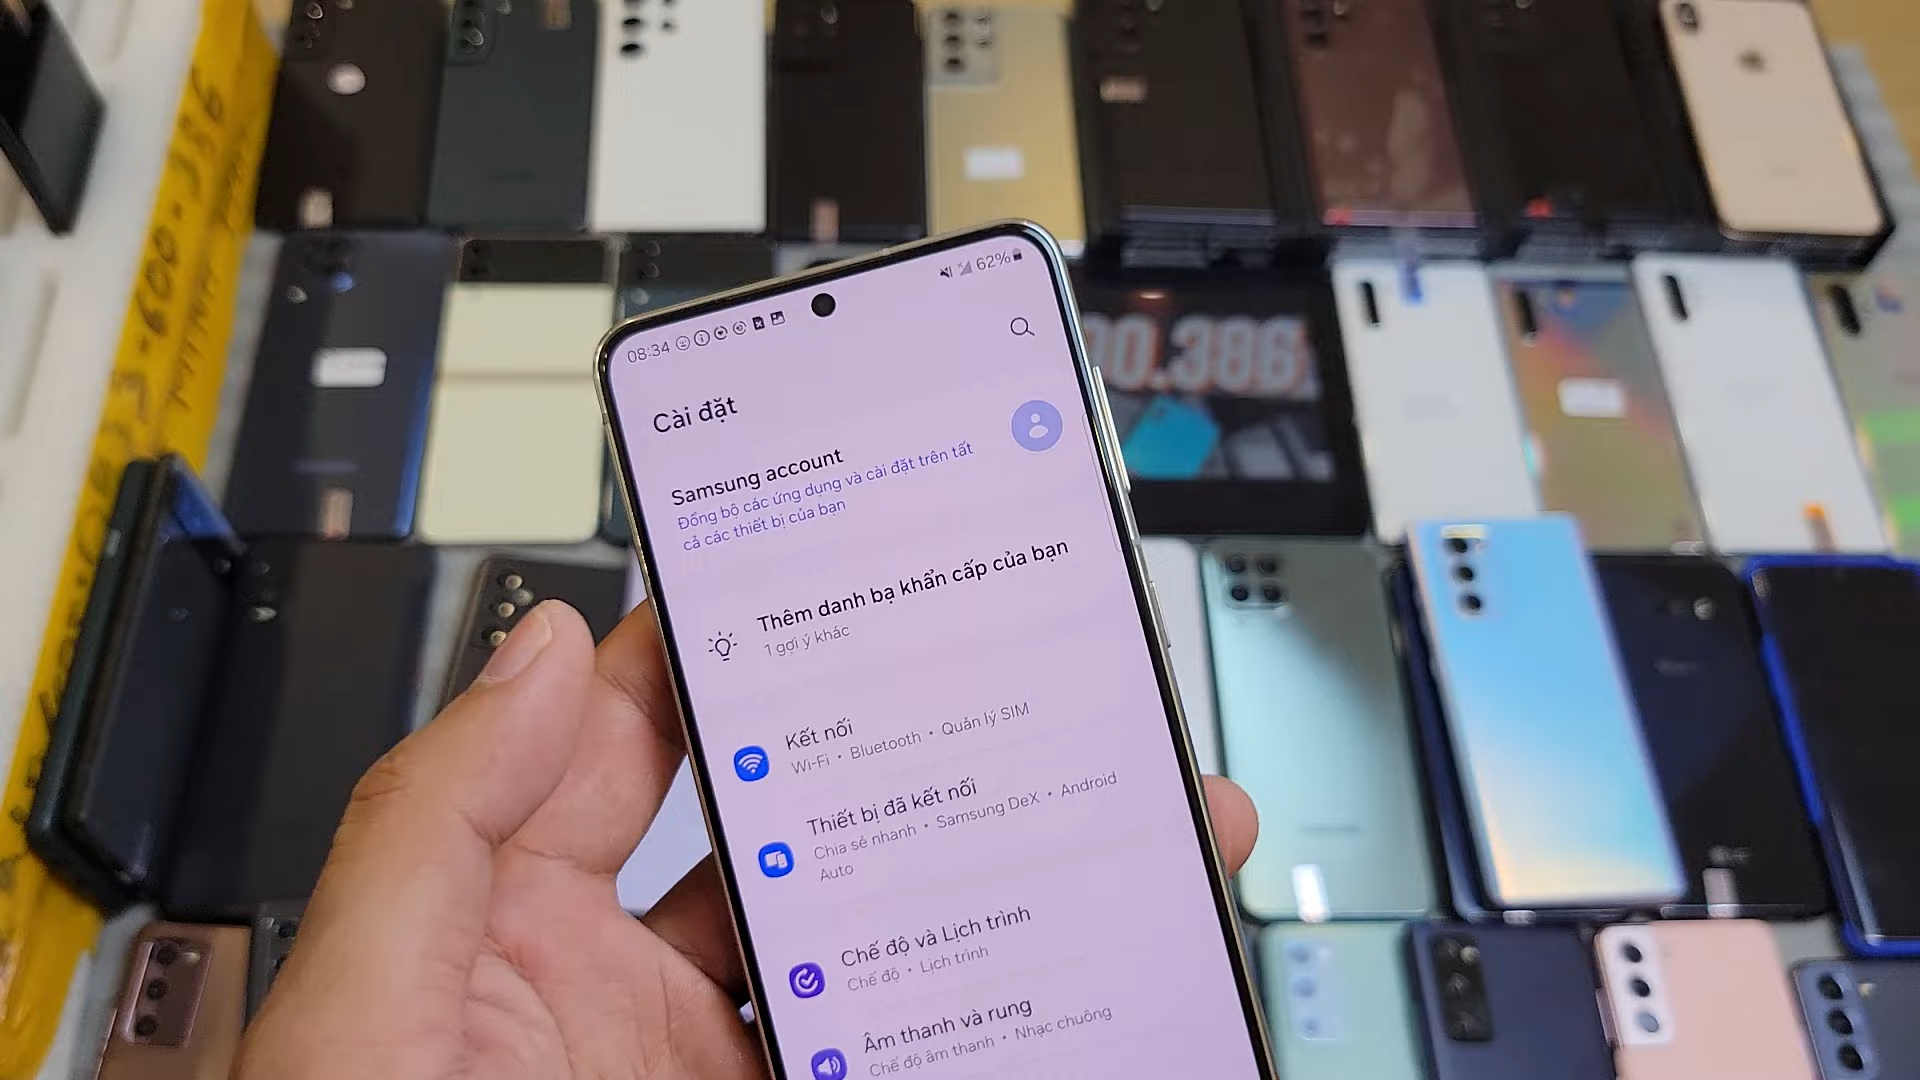 08:34
62%
Cài đặt
Samsung account
Đồng bộ các ứng dụng và cài đặt trên tất
cả các thiết bị của bạn
Thêm danh bạ khẩn cấp của bạn
1 gợi ý khác
Kết nối
Wi-Fi • Bluetooth • Quản lý SIM
Thiết bị đã kết nối
Chia sẻ nhanh • Samsung DeX • Android
Auto
Chế độ và Lịch trình
Chế độ • Lịch trình
Âm thanh và rung
Chế độ âm thanh • Nhạc chuông
00.386